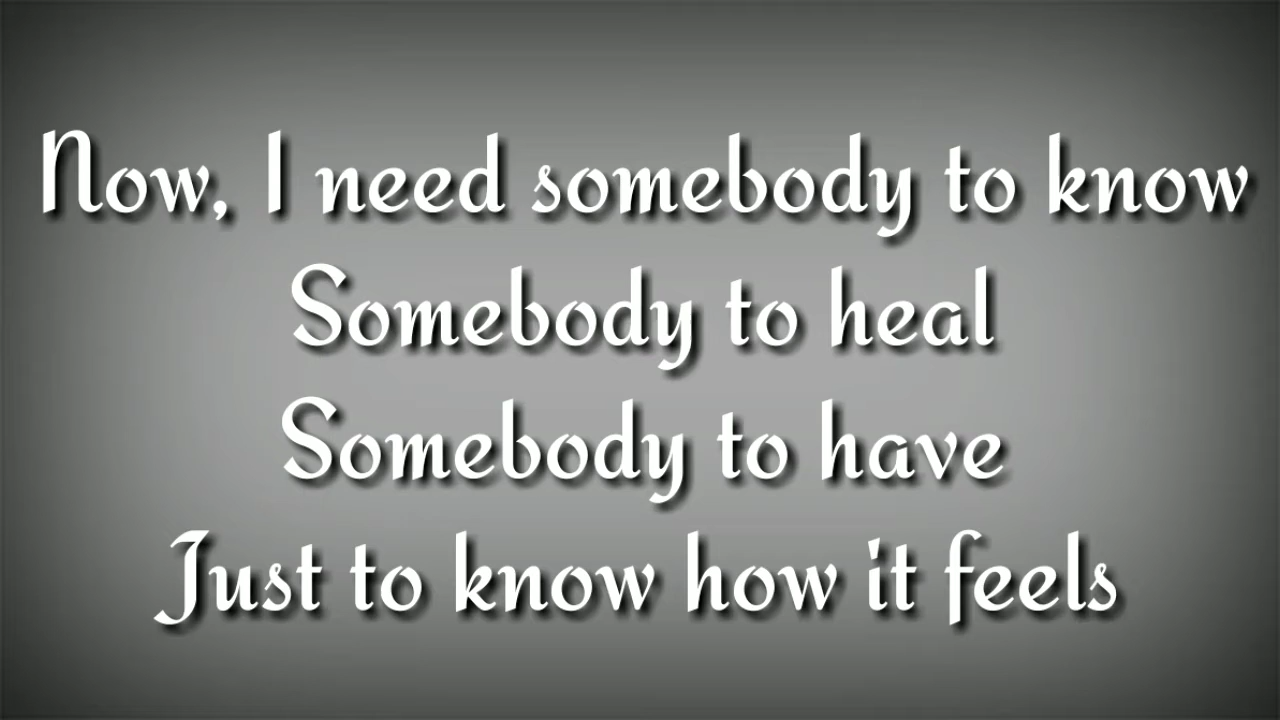 Now, I need somebody to know
Somebody to heal
Somebody to have
Just to know how it feels